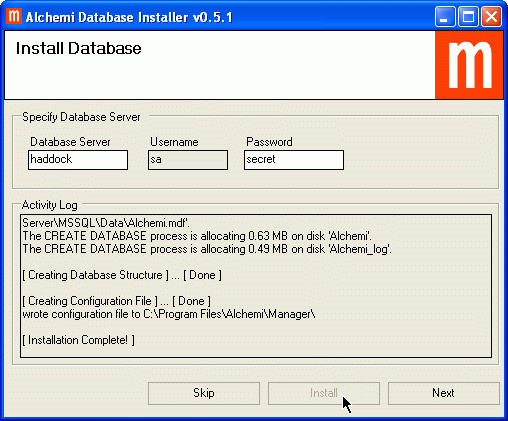 Alchemi Database Installer v0.5.1
Install Database
m
Specify Database Server
Database Server Username Password
haddock sa secret
Activity Log
Server\MSSQL\Data\Alchemi.mdf'.
The CREATE DATABASE process is allocating 0.63 MB on disk 'Alchemi'.
The CREATE DATABASE process is allocating 0.49 MB on disk 'Alchemi_log'.
[ Creating Database Structure ] ... [ Done ]
[ Creating Configuration File ] ... [ Done ]
wrote configuration file to C:\Program Files\Alchemi\Manager\
[ Installation Complete! ]
Skip Install Next